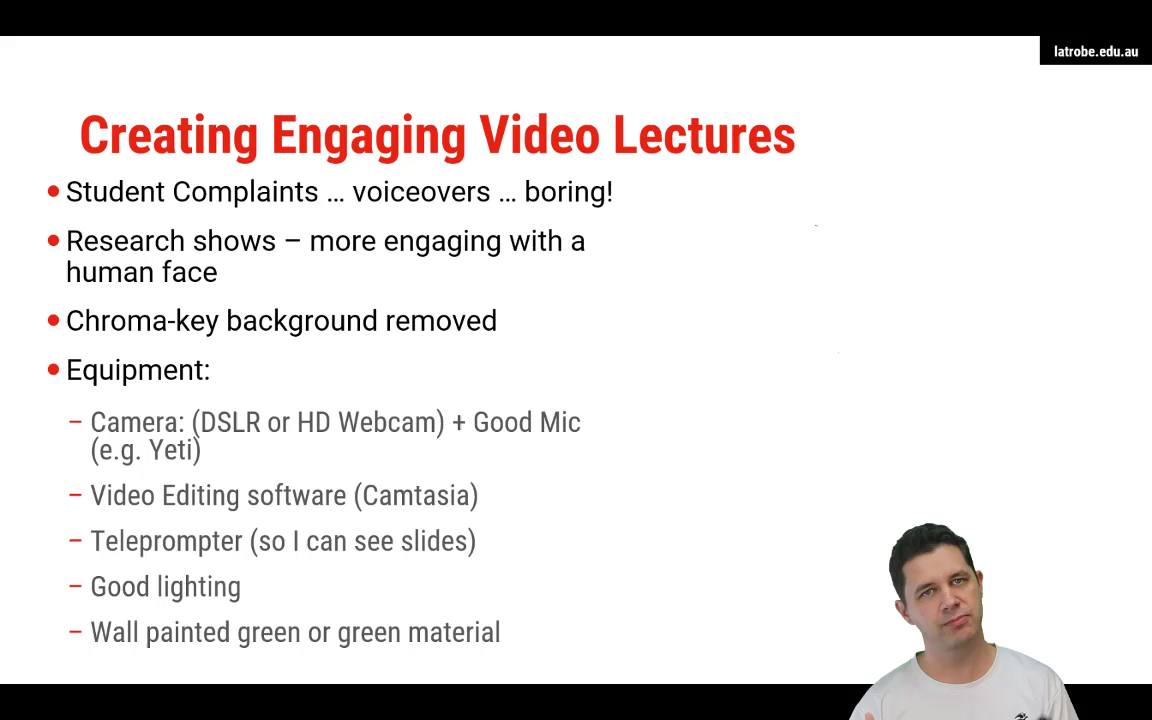 latrobe.edu.au
Creating Engaging Video Lectures
• Student Complaints ... voiceovers ... boring!
• Research shows – more engaging with a
human face
• Chroma-key background removed
• Equipment:
– Camera: (DSLR or HD Webcam) + Good Mic
(e.g. Yeti)
– Video Editing software (Camtasia)
– Teleprompter (so I can see slides)
– Good lighting
– Wall painted green or green material